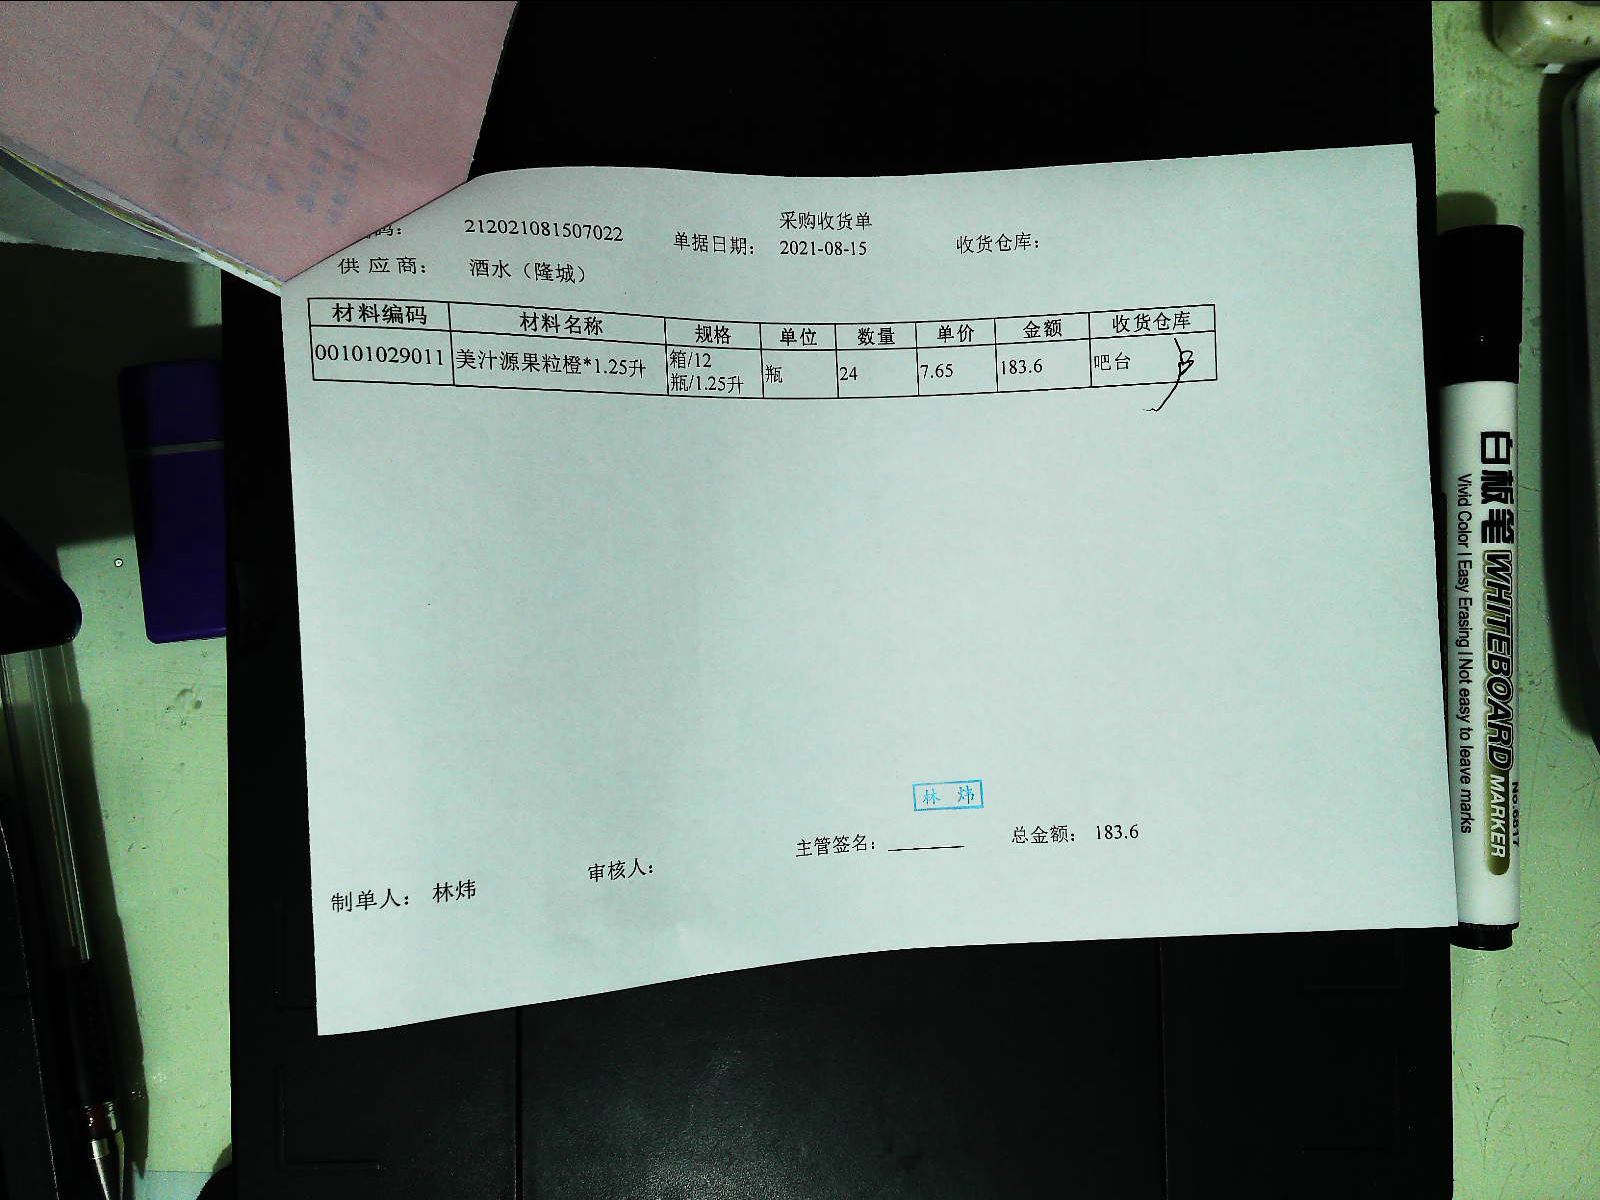 采购收货单
码： 212021081507022 单据日期： 2021-08-15 收货仓库：
供 应 商： 酒水（隆城）
材料编码 材料名称 规格 单位 数量 单价 金额 收货仓库
00101029011 美汁源果粒橙*1.25升 箱/12瓶/1.25升 瓶 24 7.65 183.6 吧台
林 炜
主管签名： 总金额： 183.6
制单人： 林炜 审核人：
白板笔 WHITEBOARD MARKER
Vivid Color | Easy Erasing | Not easy to leave marks